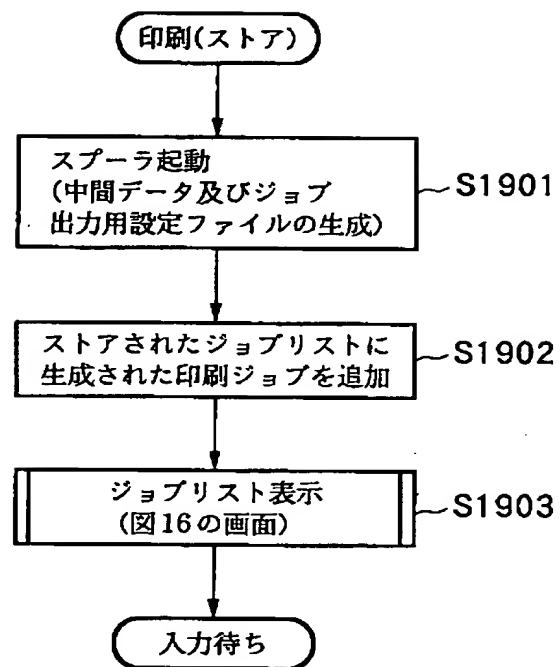 印刷(ストア)
スプーラ起動
(中間データ及びジョブ
出力用設定ファイルの生成)
S1901
ストアされたジョブリストに
生成された印刷ジョブを追加
S1902
ジョブリスト表示
(図16の画面)
S1903
入力待ち